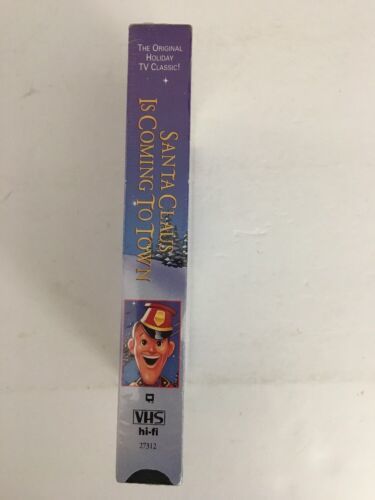 THE ORIGINAL
HOLIDAY
TV CLASSIC!
SANTA CLAUS
IS COMING TO TOWN
VHS
hi-fi
27312